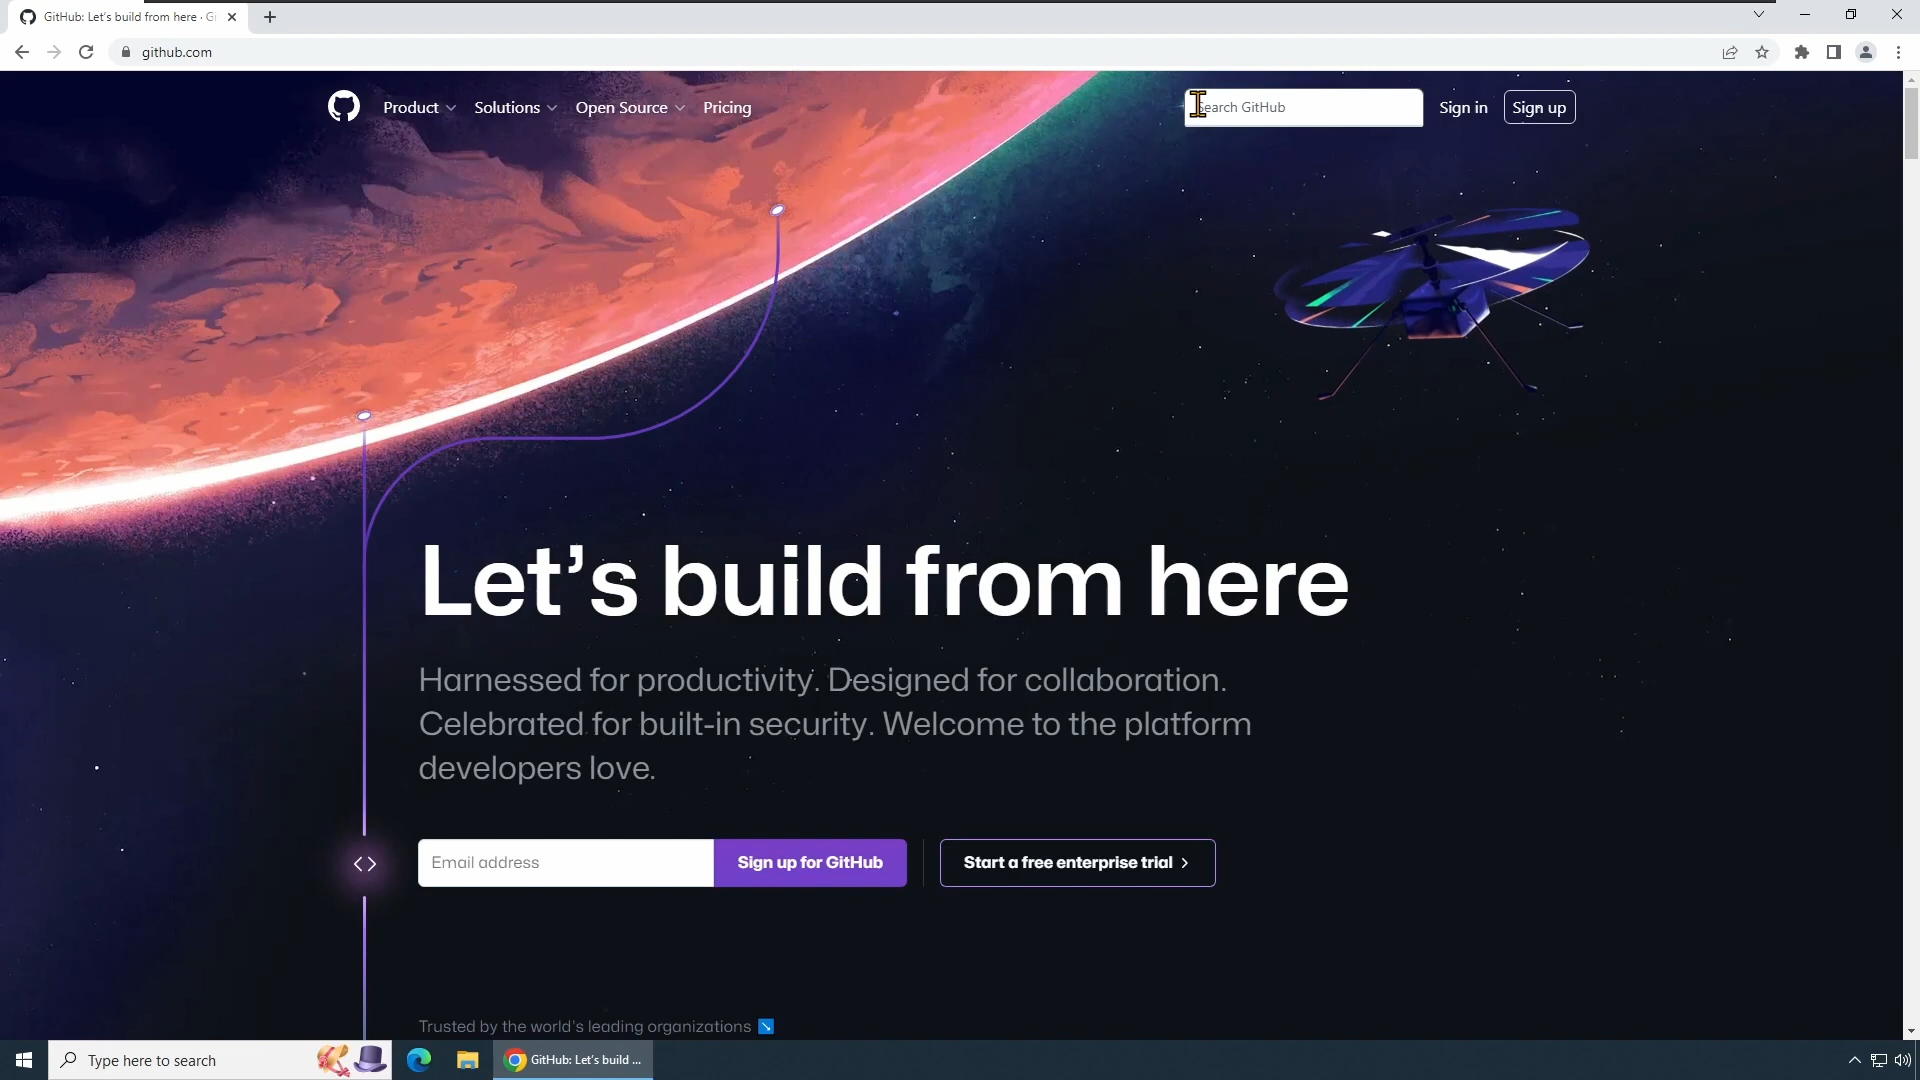 GitHub: Let's build from here · Gi
github.com
Product
Solutions
Open Source
Pricing
Search GitHub
Sign in
Sign up
Let’s build from here
Harnessed for productivity. Designed for collaboration.
Celebrated for built-in security. Welcome to the platform
developers love.
Email address
Sign up for GitHub
Start a free enterprise trial
Trusted by the world's leading organizations
Type here to search
GitHub: Let's build ...